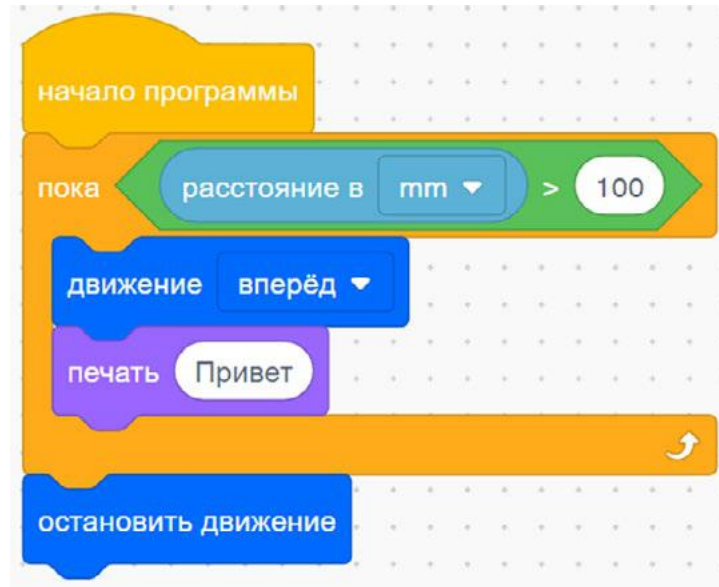 начало программы
пока расстояние в mm > 100
движение вперёд
печать Привет
остановить движение